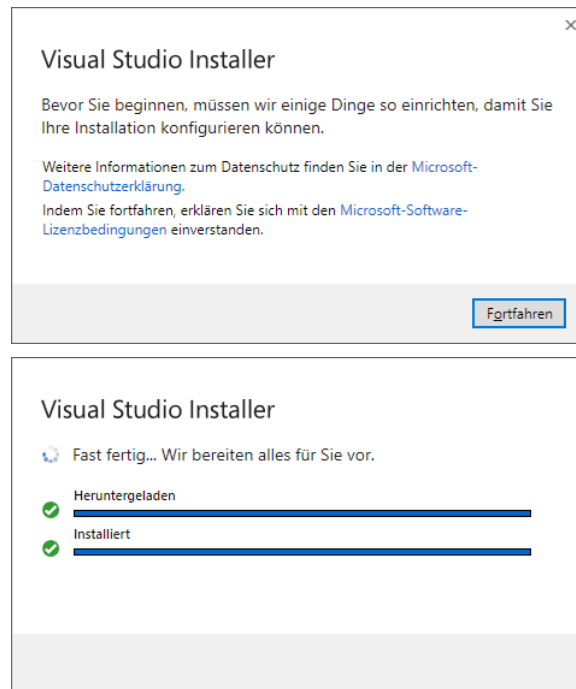 Visual Studio Installer
Bevor Sie beginnen, müssen wir einige Dinge so einrichten, damit Sie
Ihre Installation konfigurieren können.
Weitere Informationen zum Datenschutz finden Sie in der Microsoft-
Datenschutzerklärung.
Indem Sie fortfahren, erklären Sie sich mit den Microsoft-Software-
Lizenzbedingungen einverstanden.
Fortfahren
Visual Studio Installer
Fast fertig... Wir bereiten alles für Sie vor.
Heruntergeladen
Installiert